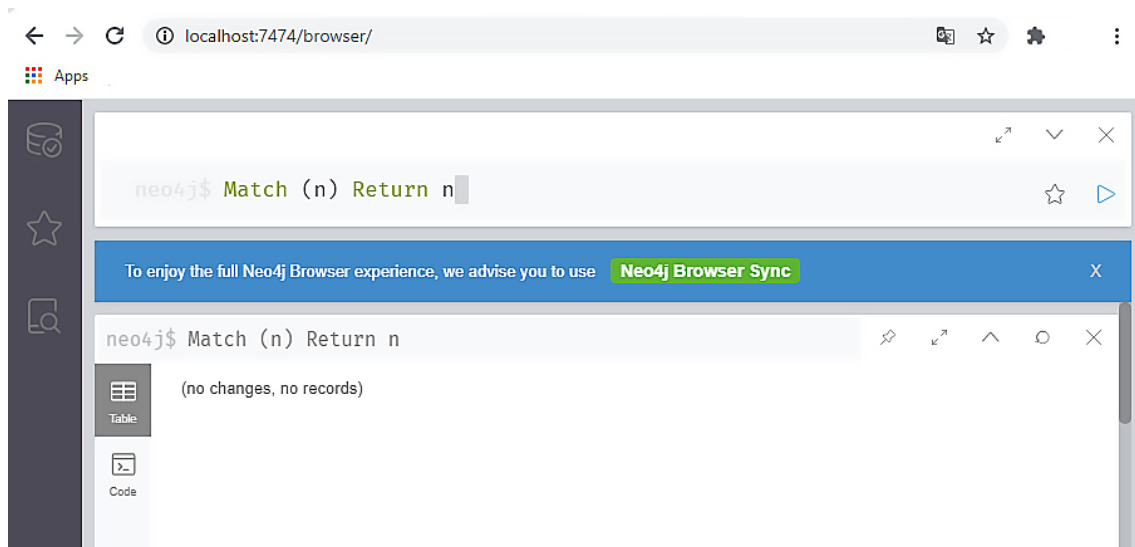 localhost:7474/browser/
Apps
neo4j$ Match (n) Return n
To enjoy the full Neo4j Browser experience, we advise you to use Neo4j Browser Sync X
neo4j$ Match (n) Return n
(no changes, no records)
Table
Code